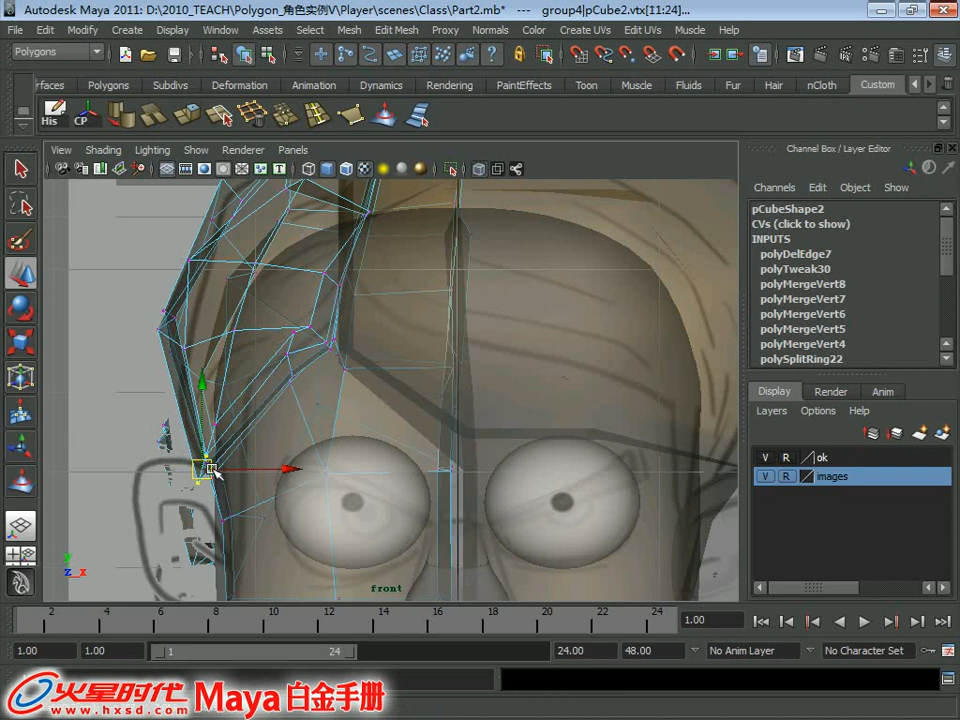 Autodesk Maya 2011: D:\2010_TEACH\Polygon_角色实例V\Player\scenes\Class\Part2.mb* --- group4|pCube2.vtx[11:24]...
File Edit Modify Create Display Window Assets Select Mesh Edit Mesh Proxy Normals Color Create UVs Edit UVs Muscle Help
Polygons
rfaces Polygons Subdivs Deformation Animation Dynamics Rendering PaintEffects Toon Muscle Fluids Fur Hair nCloth Custom
His CP
View Shading Lighting Show Renderer Panels
Channel Box / Layer Editor
Channels Edit Object Show
pCubeShape2
CVs (click to show)
INPUTS
polyDelEdge7
polyTweak30
polyMergeVert8
polyMergeVert7
polyMergeVert6
polyMergeVert5
polyMergeVert4
polySplitRing22
Display Render Anim
Layers Options Help
V R ok
V R images
y
z x
front
2 4 6 8 10 12 14 16 18 20 22 24
1.00
1.00 1.00 1 24 24.00 48.00 No Anim Layer No Character Set
火星时代 Maya 白金手册
www.hxsd.com